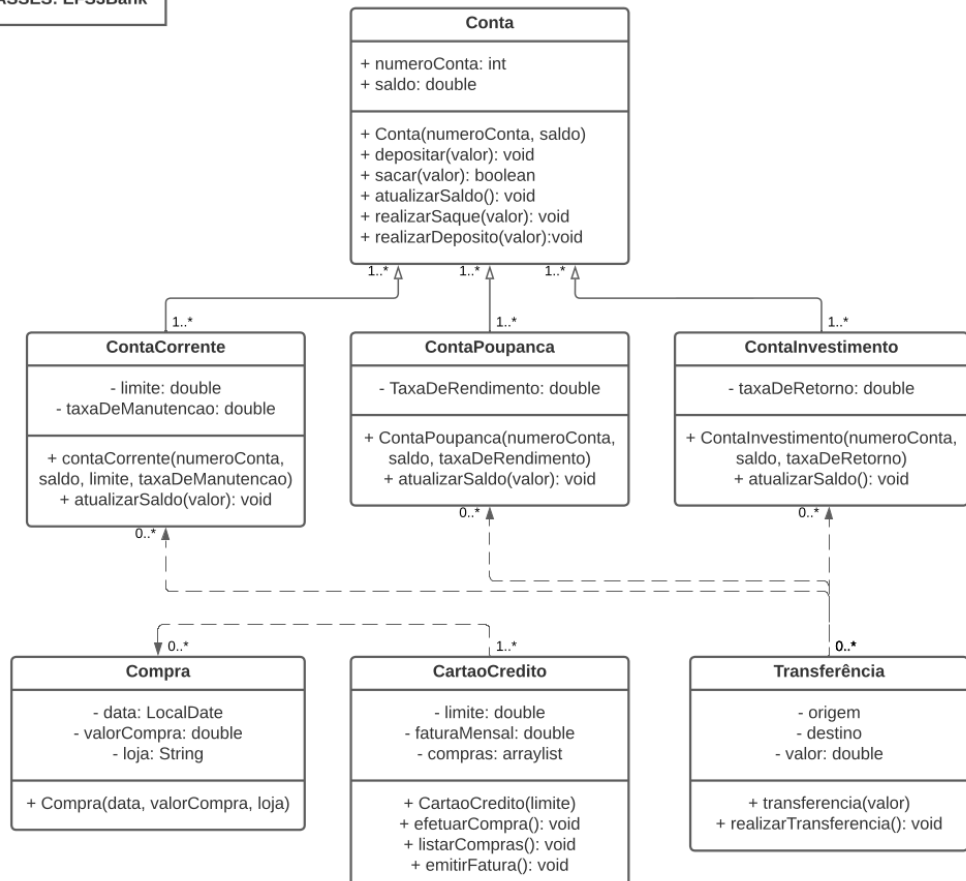 Conta
+ numeroConta: int
+ saldo: double
+ Conta(numeroConta, saldo)
+ depositar(valor): void
+ sacar(valor): boolean
+ atualizarSaldo(): void
+ realizarSaque(valor): void
+ realizarDeposito(valor):void
1..* 1..* 1..*
1..* 1..* 1..*
ContaCorrente
- limite: double
- taxaDeManutencao: double
+ contaCorrente(numeroConta,
saldo, limite, taxaDeManutencao)
+ atualizarSaldo(valor): void
ContaPoupanca
- TaxaDeRendimento: double
+ ContaPoupanca(numeroConta,
saldo, taxaDeRendimento)
+ atualizarSaldo(valor): void
ContaInvestimento
- taxaDeRetorno: double
+ ContaInvestimento(numeroConta,
saldo, taxaDeRetorno)
+ atualizarSaldo(): void
0..* 0..* 0..*
0..* 1..* 0..*
Compra
- data: LocalDate
- valorCompra: double
- loja: String
+ Compra(data, valorCompra, loja)
CartaoCredito
- limite: double
- faturaMensal: double
- compras: arraylist
+ CartaoCredito(limite)
+ efetuarCompra(): void
+ listarCompras(): void
+ emitirFatura(): void
Transferência
- origem
- destino
- valor: double
+ transferencia(valor)
+ realizarTransferencia(): void